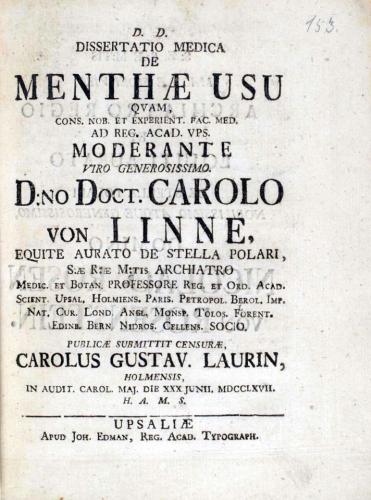 153.
D. D.
DISSERTATIO MEDICA
DE
MENTHÆ USU
QVAM,
CONS. NOB. ET EXPERIENT. FAC. MED.
AD REG. ACAD. VPS.
MODERANTE
VIRO GENEROSISSIMO.
D:NO DOCT. CAROLO
VON LINNE,
EQUITE AURATO DE STELLA POLARI,
S:Æ R:Æ M:TIS ARCHIATRO
MEDIC. ET BOTAN. PROFESSORE REG. ET ORD. ACAD.
SCIENT. UPSAL, HOLMIENS. PARIS. PETROPOL. BEROL. IMP.
NAT. CUR. LOND. ANGL. MONSP. TOLOS. FORENT.
EDINB. BERN. NIDROS. CELLENS. SOCIO.
PUBLICÆ SUBMITTIT CENSURÆ,
CAROLUS GUSTAV. LAURIN,
HOLMENSIS,
IN AUDIT. CAROL. MAJ. DIE XXX JUNII. MDCCLXVII.
H. A. M. S.
UPSALIÆ
APUD JOH. EDMAN, REG. ACAD. TYPOGRAPH.